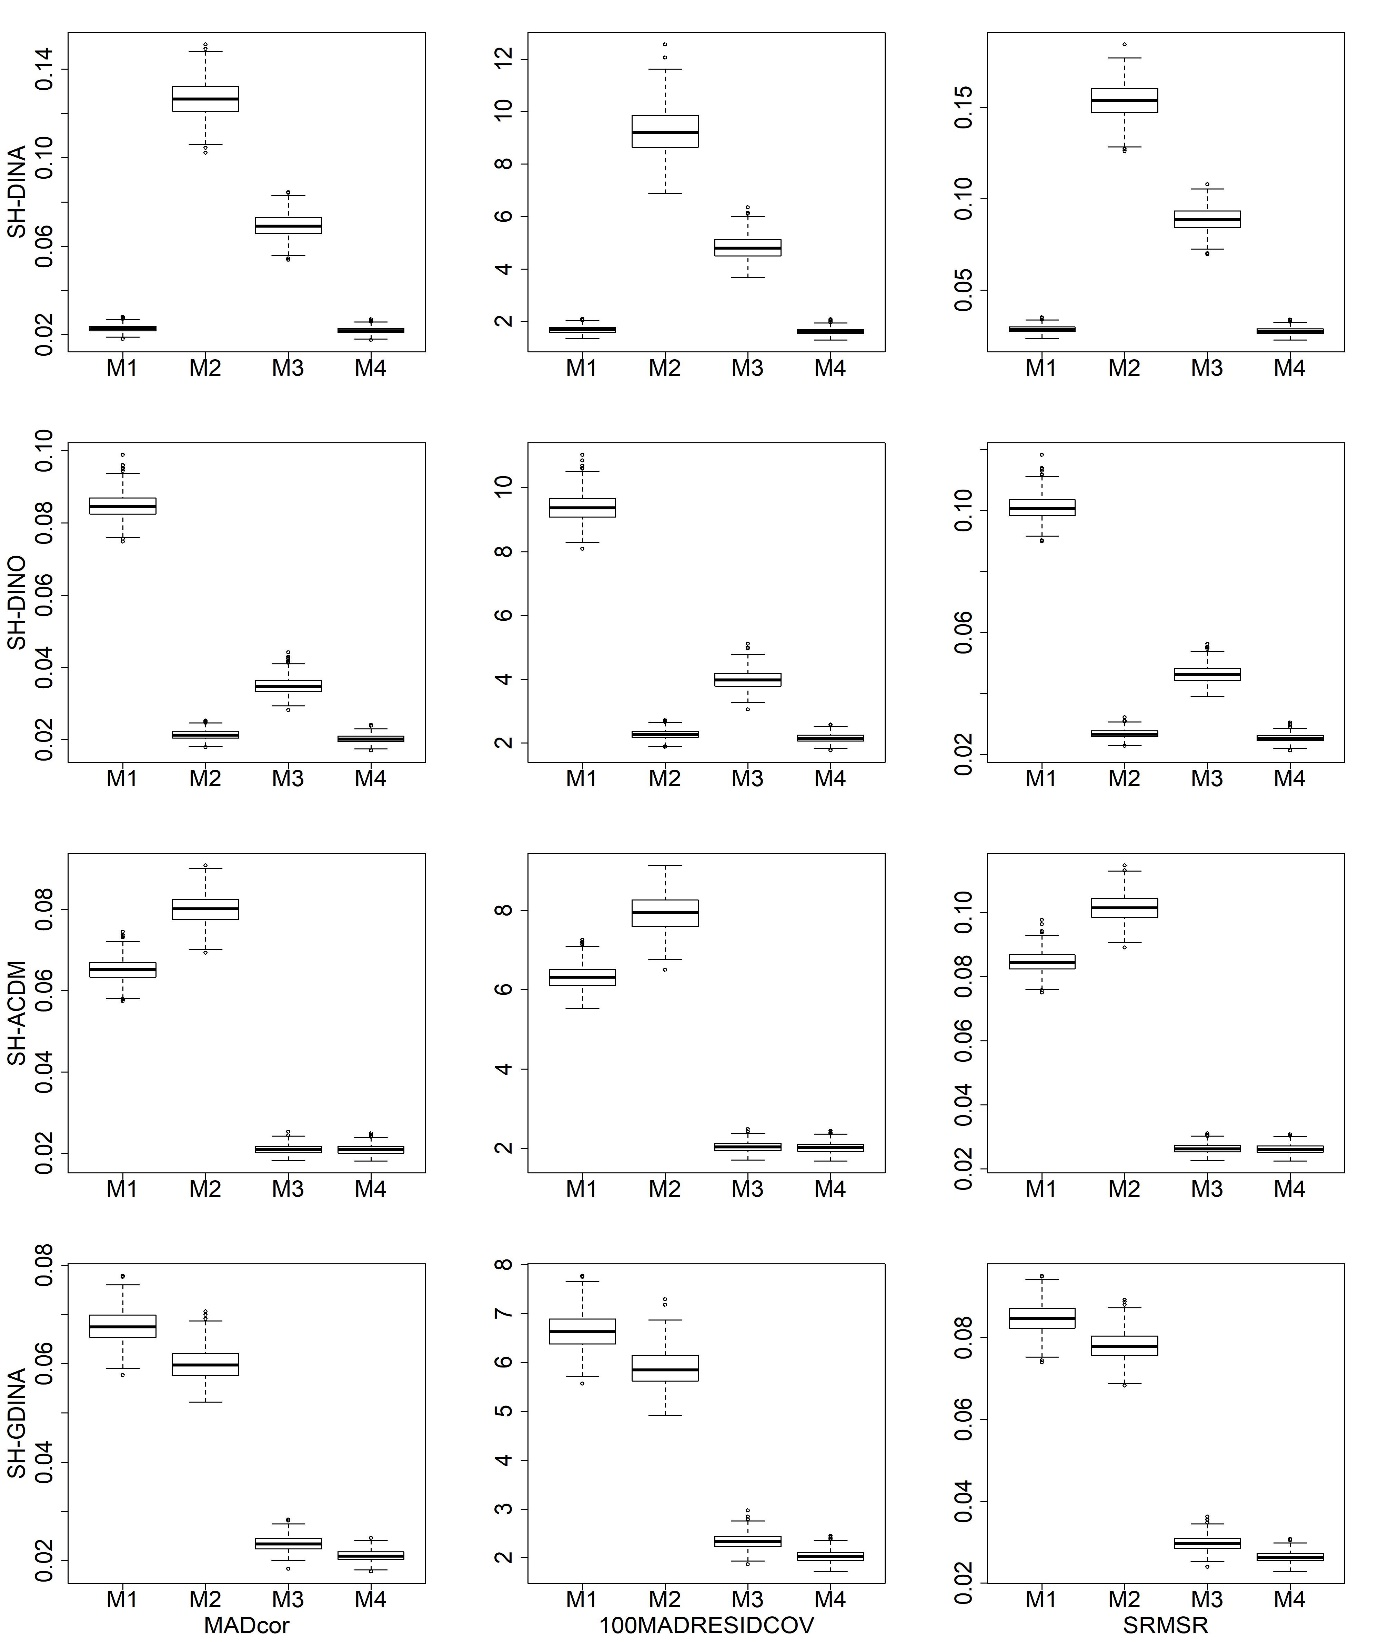 SH-DINA
0.02 0.06 0.10 0.14
M1 M2 M3 M4
2 4 6 8 10 12
M1 M2 M3 M4
0.05 0.10 0.15
M1 M2 M3 M4
SH-DINO
0.02 0.04 0.06 0.08 0.10
M1 M2 M3 M4
2 4 6 8 10
M1 M2 M3 M4
0.02 0.06 0.10
M1 M2 M3 M4
SH-ACDM
0.02 0.04 0.06 0.08
M1 M2 M3 M4
2 4 6 8
M1 M2 M3 M4
0.02 0.04 0.06 0.08 0.10
M1 M2 M3 M4
SH-GDINA
0.02 0.04 0.06 0.08
M1 M2 M3 M4
MADcor
2 3 4 5 6 7 8
M1 M2 M3 M4
100MADRESIDCOV
0.02 0.04 0.06 0.08
M1 M2 M3 M4
SRMSR